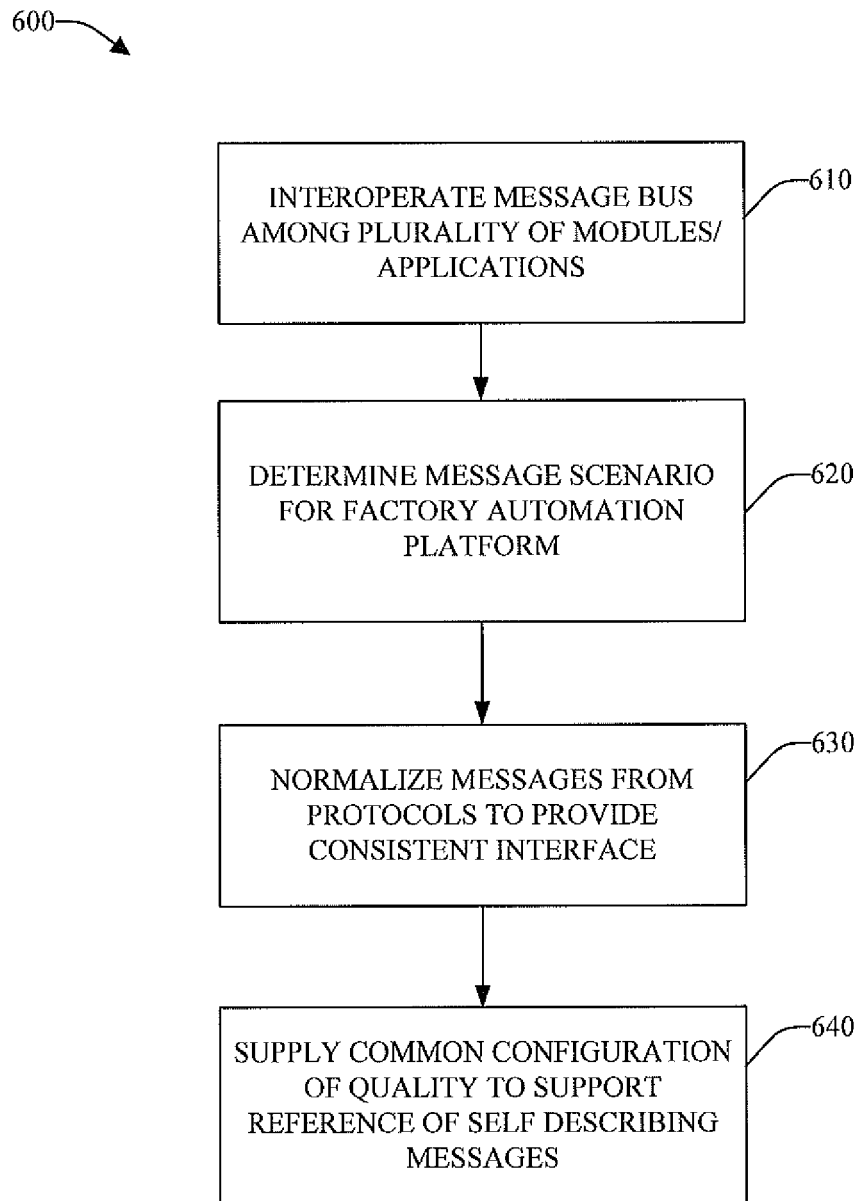 600
INTEROPERATE MESSAGE BUS
AMONG PLURALITY OF MODULES/
APPLICATIONS
610
DETERMINE MESSAGE SCENARIO
FOR FACTORY AUTOMATION
PLATFORM
620
NORMALIZE MESSAGES FROM
PROTOCOLS TO PROVIDE
CONSISTENT INTERFACE
630
SUPPLY COMMON CONFIGURATION
OF QUALITY TO SUPPORT
REFERENCE OF SELF DESCRIBING
MESSAGES
640